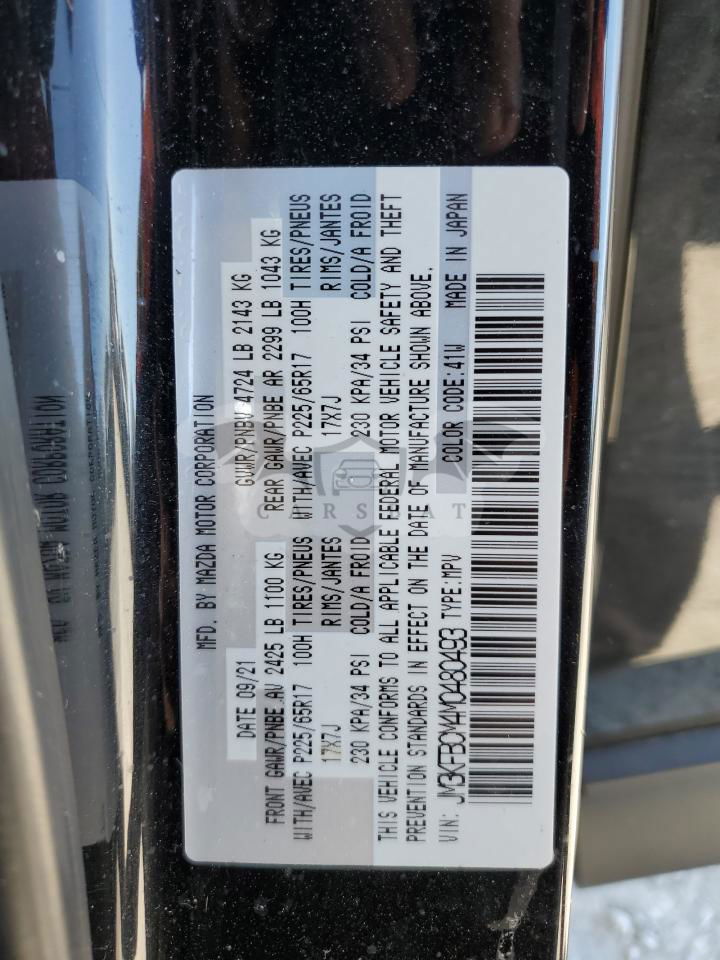 MFD. BY MAZDA MOTOR CORPORATION
DATE 09/21 GVWR/PNBV 4724 LB 2143 KG
FRONT GAWR/PNBE AV 2425 LB 1100 KG REAR GAWR/PNBE AR 2299 LB 1043 KG
WITH/AVEC P225/65R17 100H TIRES/PNEUS WITH/AVEC P225/65R17 100H TIRES/PNEUS
17X7J RIMS/JANTES 17X7J RIMS/JANTES
230 KPA/34 PSI COLD/A FROID 230 KPA/34 PSI COLD/A FROID
THIS VEHICLE CONFORMS TO ALL APPLICABLE FEDERAL MOTOR VEHICLE SAFETY AND THEFT
PREVENTION STANDARDS IN EFFECT ON THE DATE OF MANUFACTURE SHOWN ABOVE.
VIN: JM3KFBCM4M0480493 TYPE:MPV COLOR CODE:41W MADE IN JAPAN